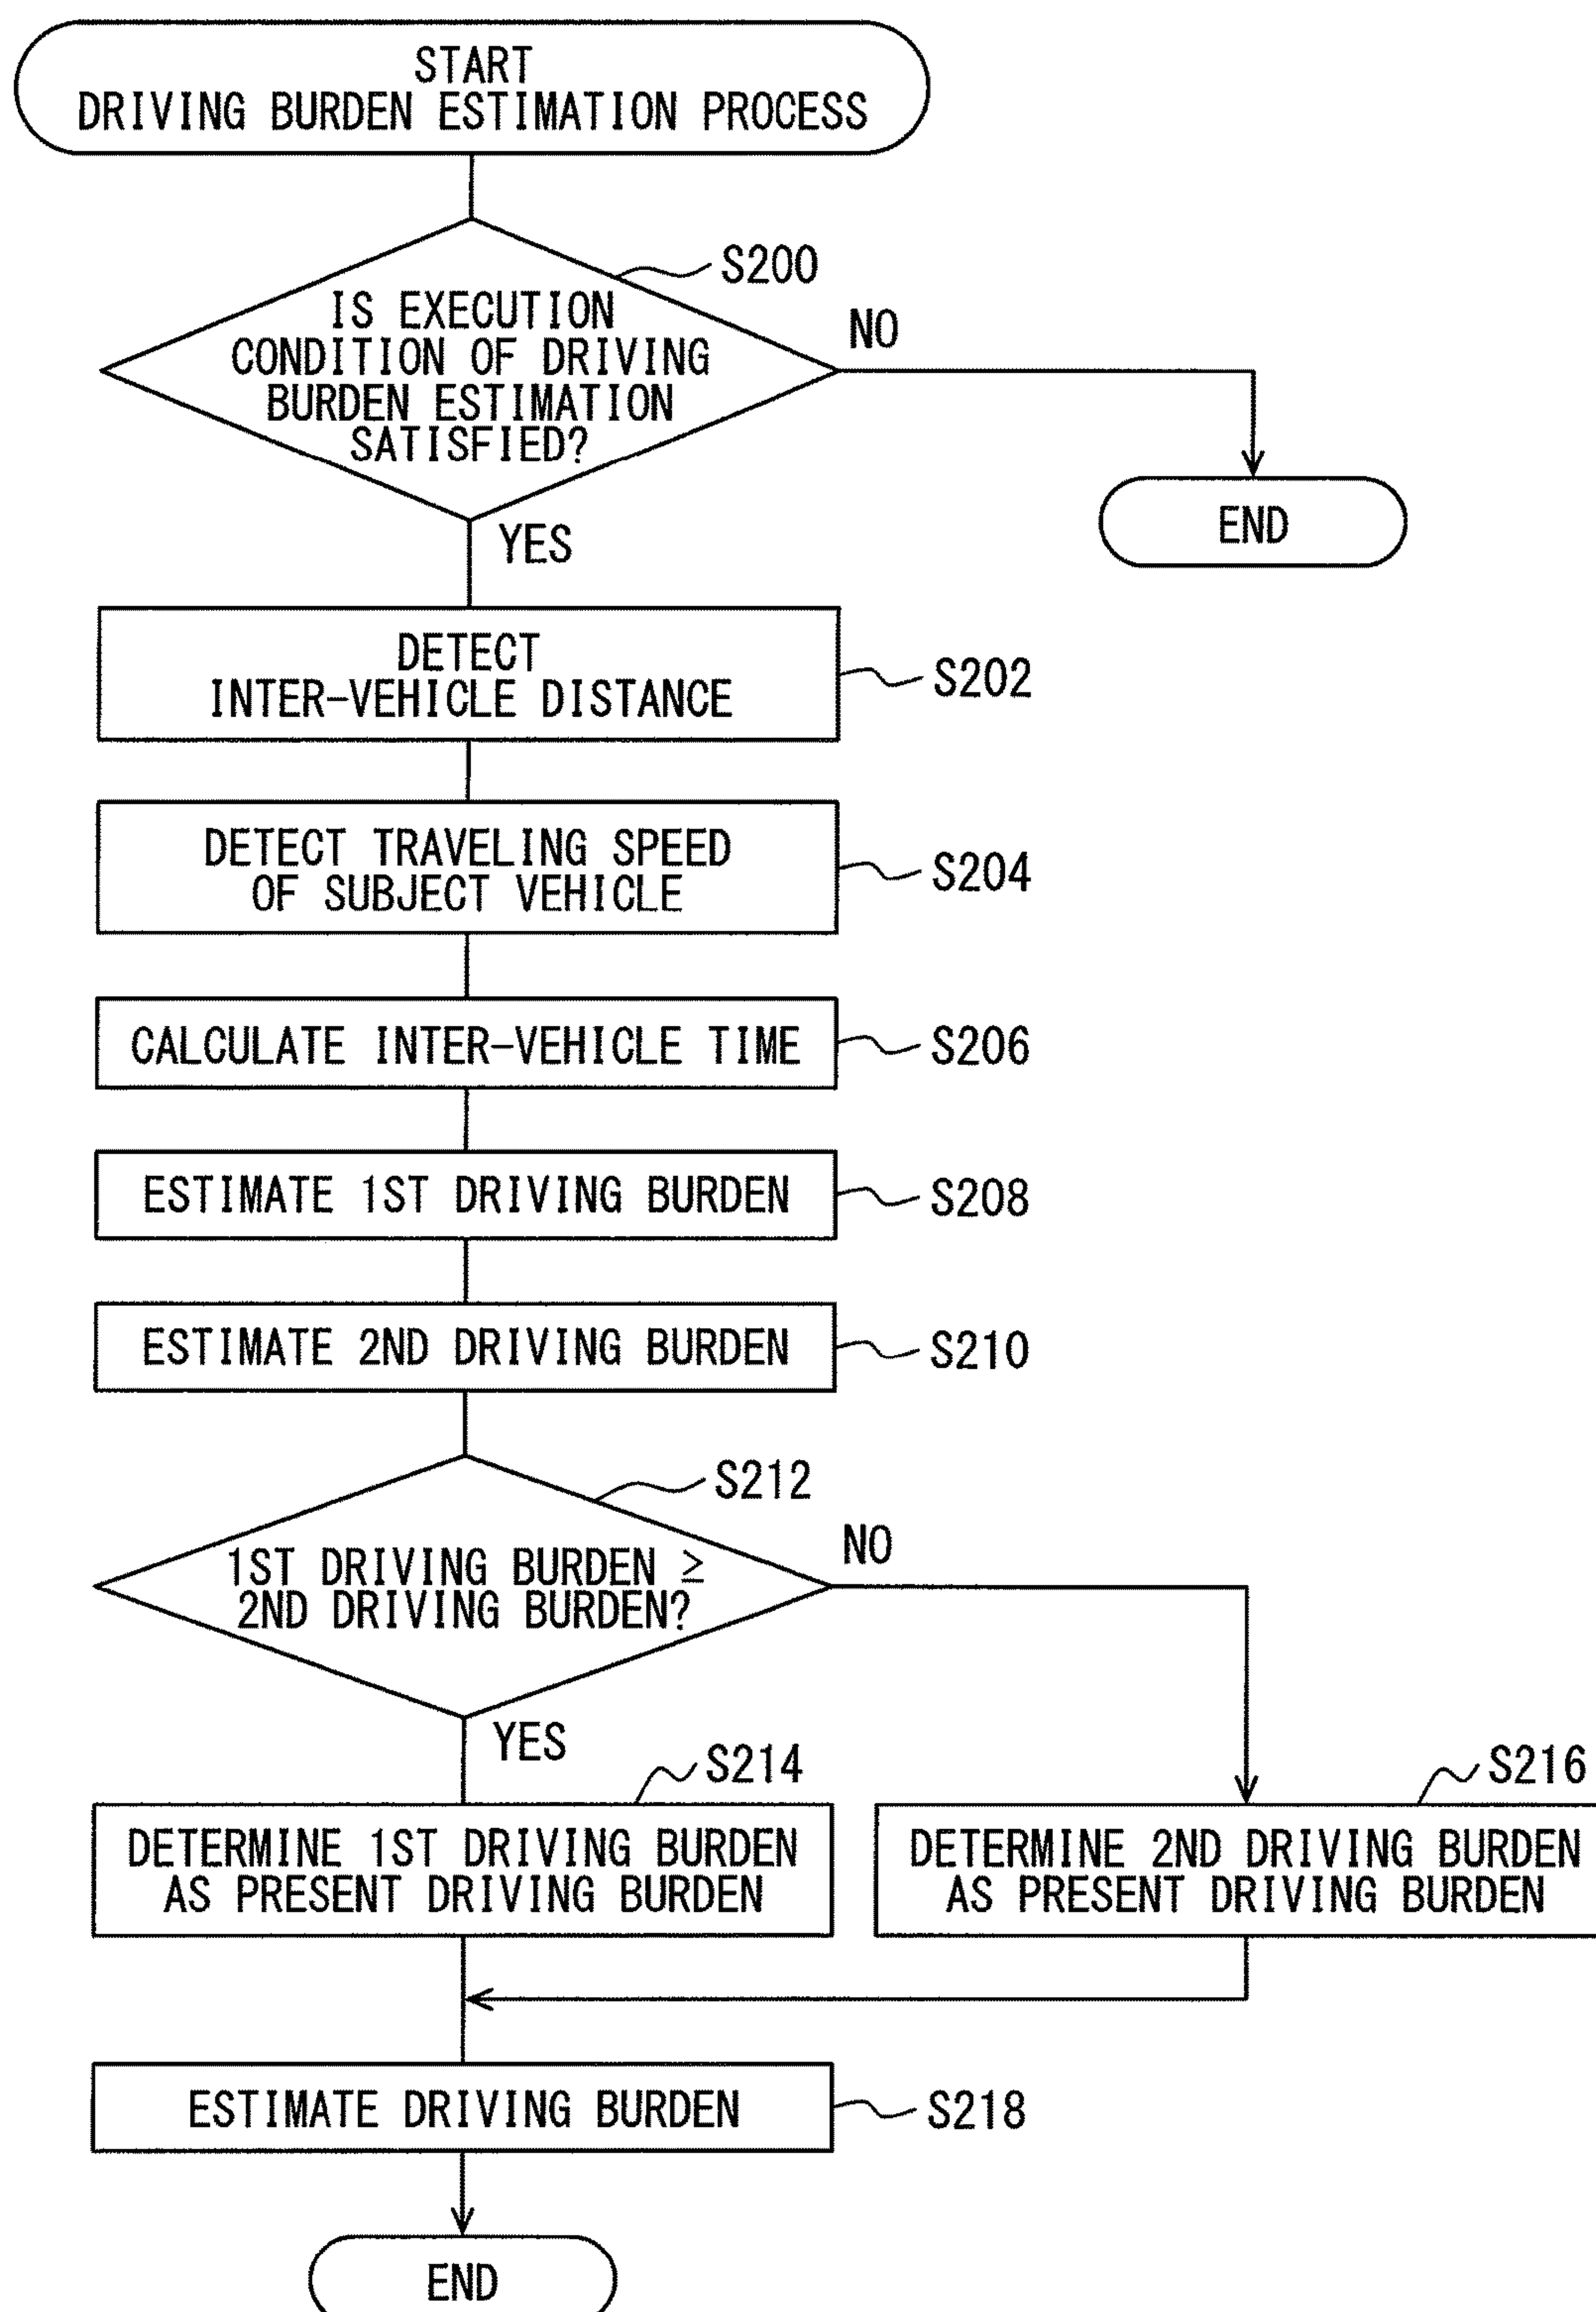 START
DRIVING BURDEN ESTIMATION PROCESS
S200
IS EXECUTION
CONDITION OF DRIVING
BURDEN ESTIMATION
SATISFIED?
NO
END
YES
DETECT
INTER-VEHICLE DISTANCE
S202
DETECT TRAVELING SPEED
OF SUBJECT VEHICLE
S204
CALCULATE INTER-VEHICLE TIME
S206
ESTIMATE 1ST DRIVING BURDEN
S208
ESTIMATE 2ND DRIVING BURDEN
S210
S212
1ST DRIVING BURDEN ≥
2ND DRIVING BURDEN?
NO
YES
S214
DETERMINE 1ST DRIVING BURDEN
AS PRESENT DRIVING BURDEN
S216
DETERMINE 2ND DRIVING BURDEN
AS PRESENT DRIVING BURDEN
ESTIMATE DRIVING BURDEN
S218
END